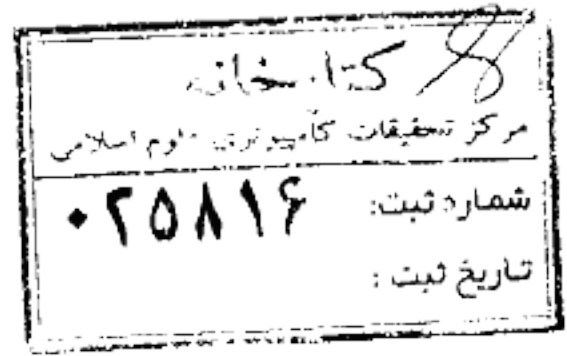 کتابخانه
مرکز تحقیقات کامپیوتری علوم اسلامی
شماره ثبت: ۰۲۵۸۱۶
تاریخ ثبت :